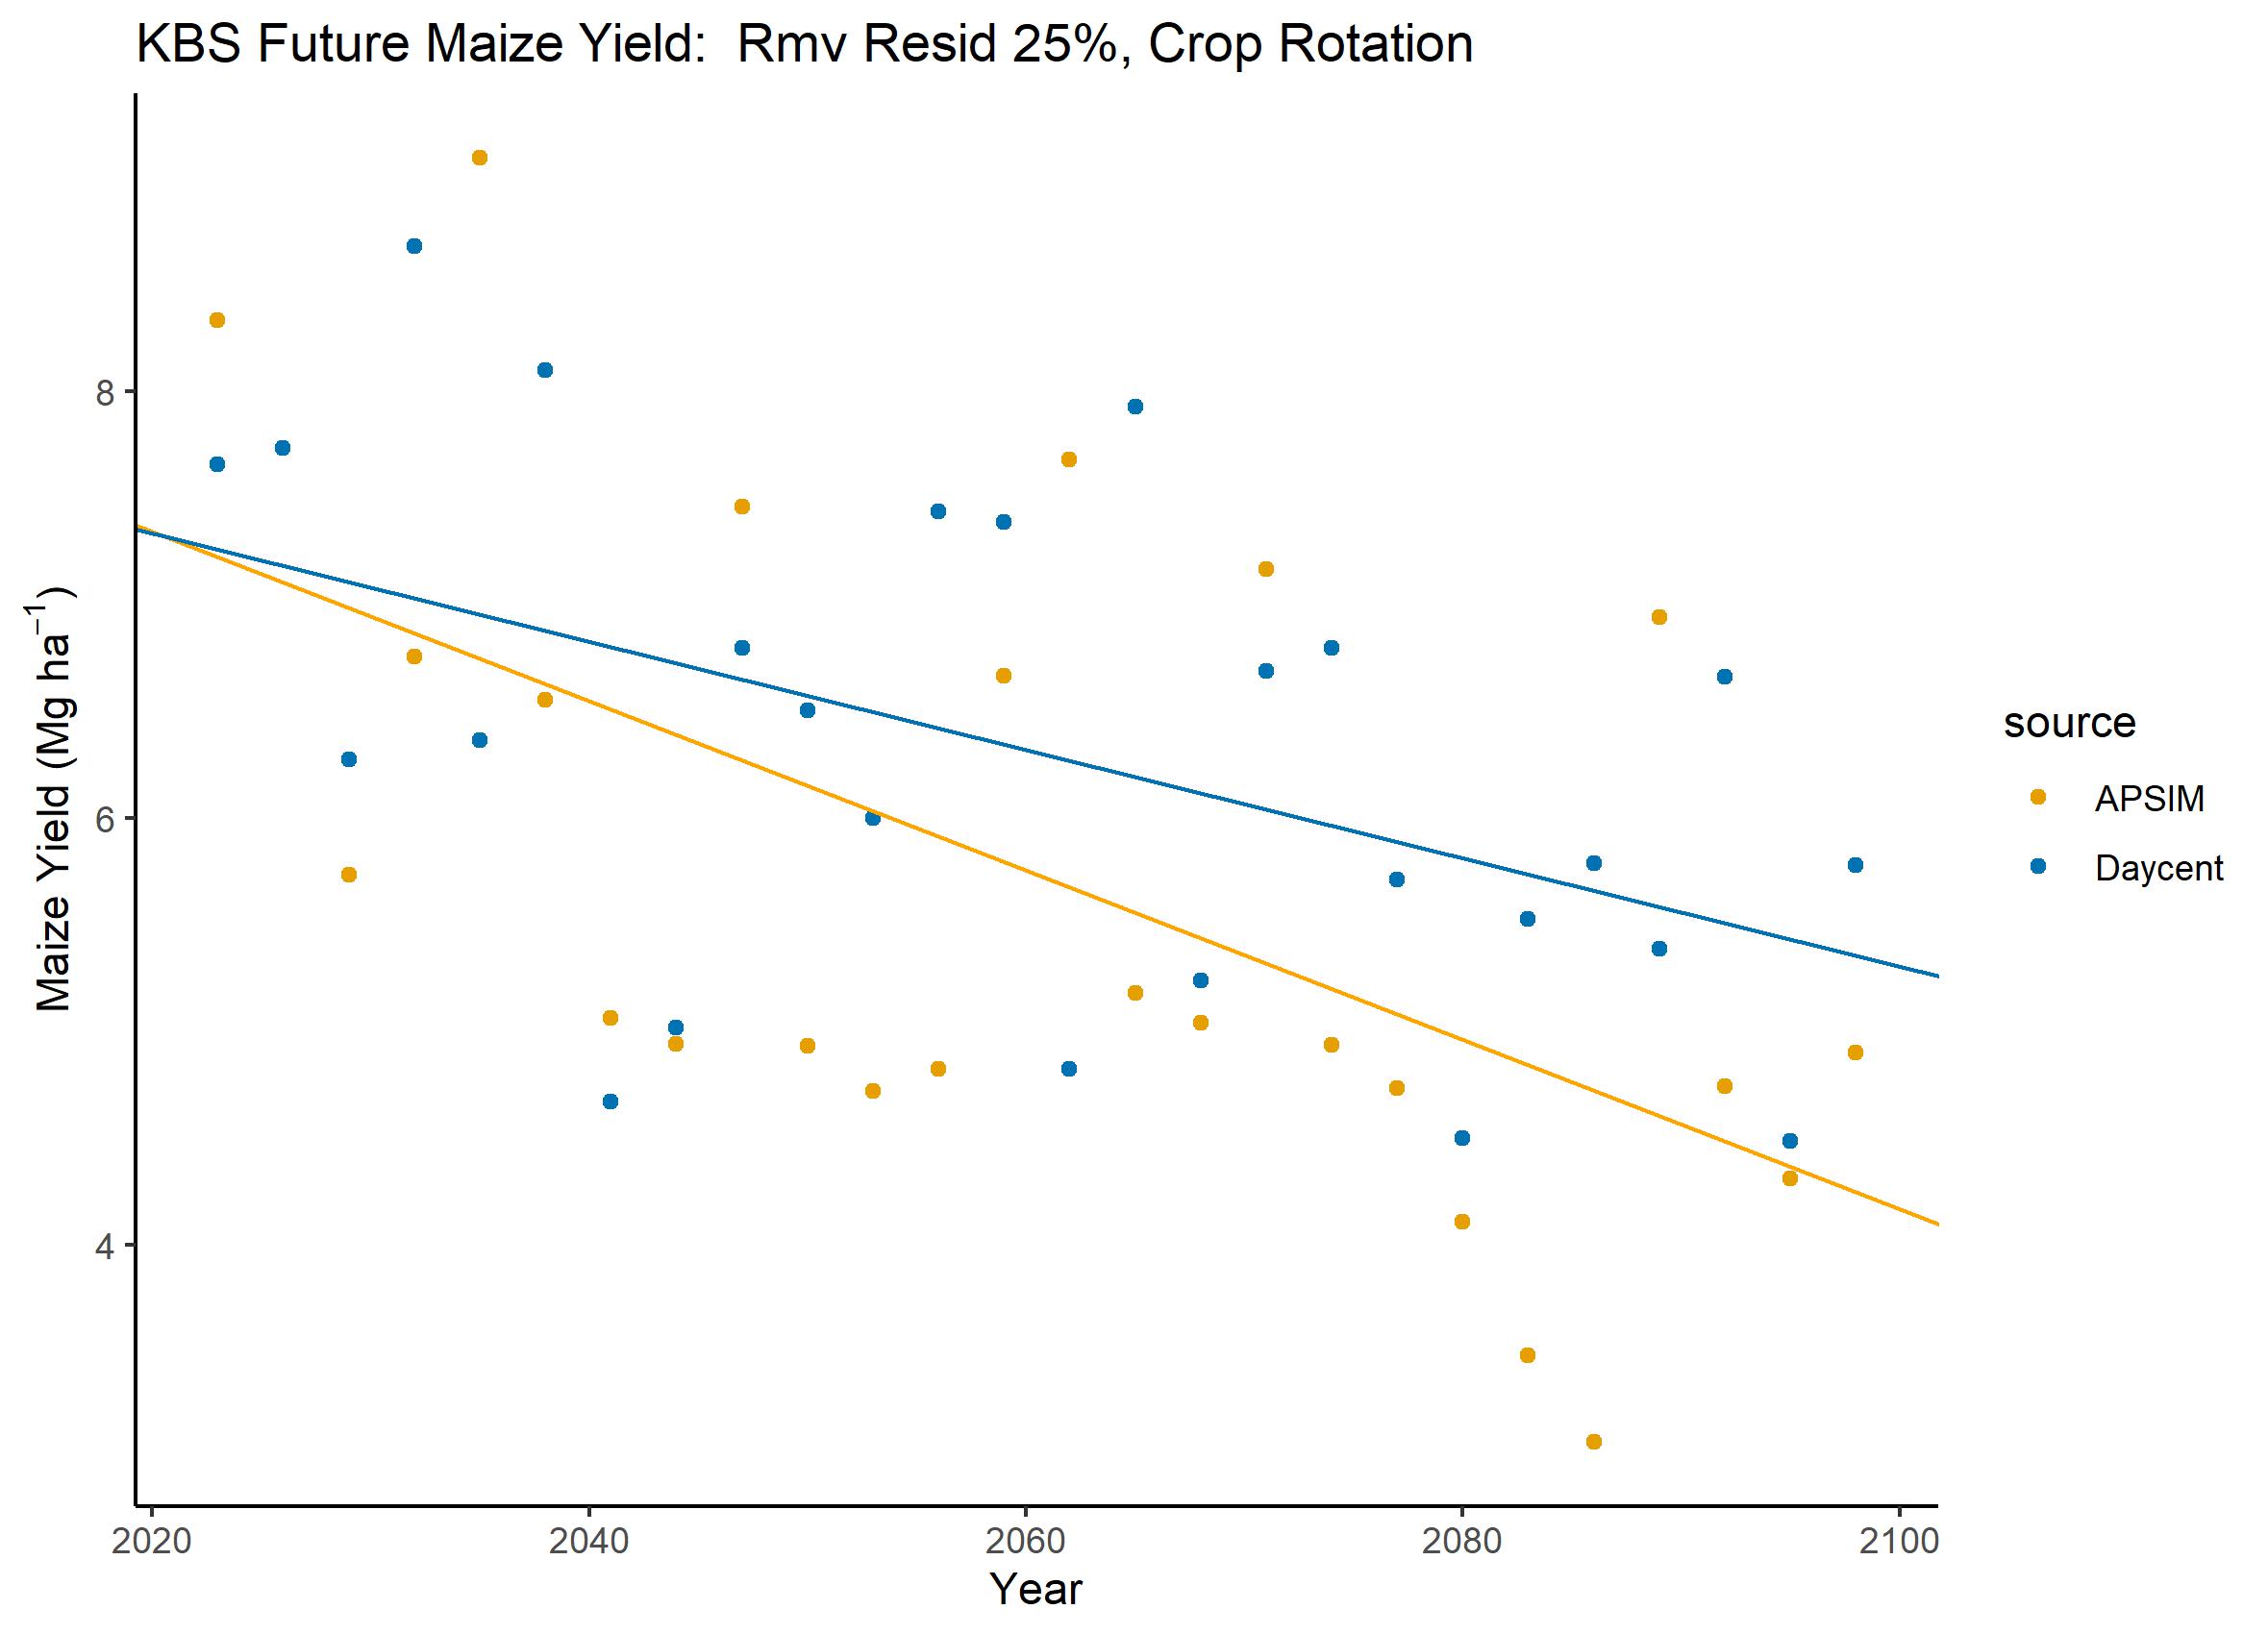 KBS Future Maize Yield:  Rmv Resid 25%, Crop Rotation
Maize Yield (Mg ha⁻¹)
8
6
4
2020 2040 2060 2080 2100
Year
source
APSIM
Daycent